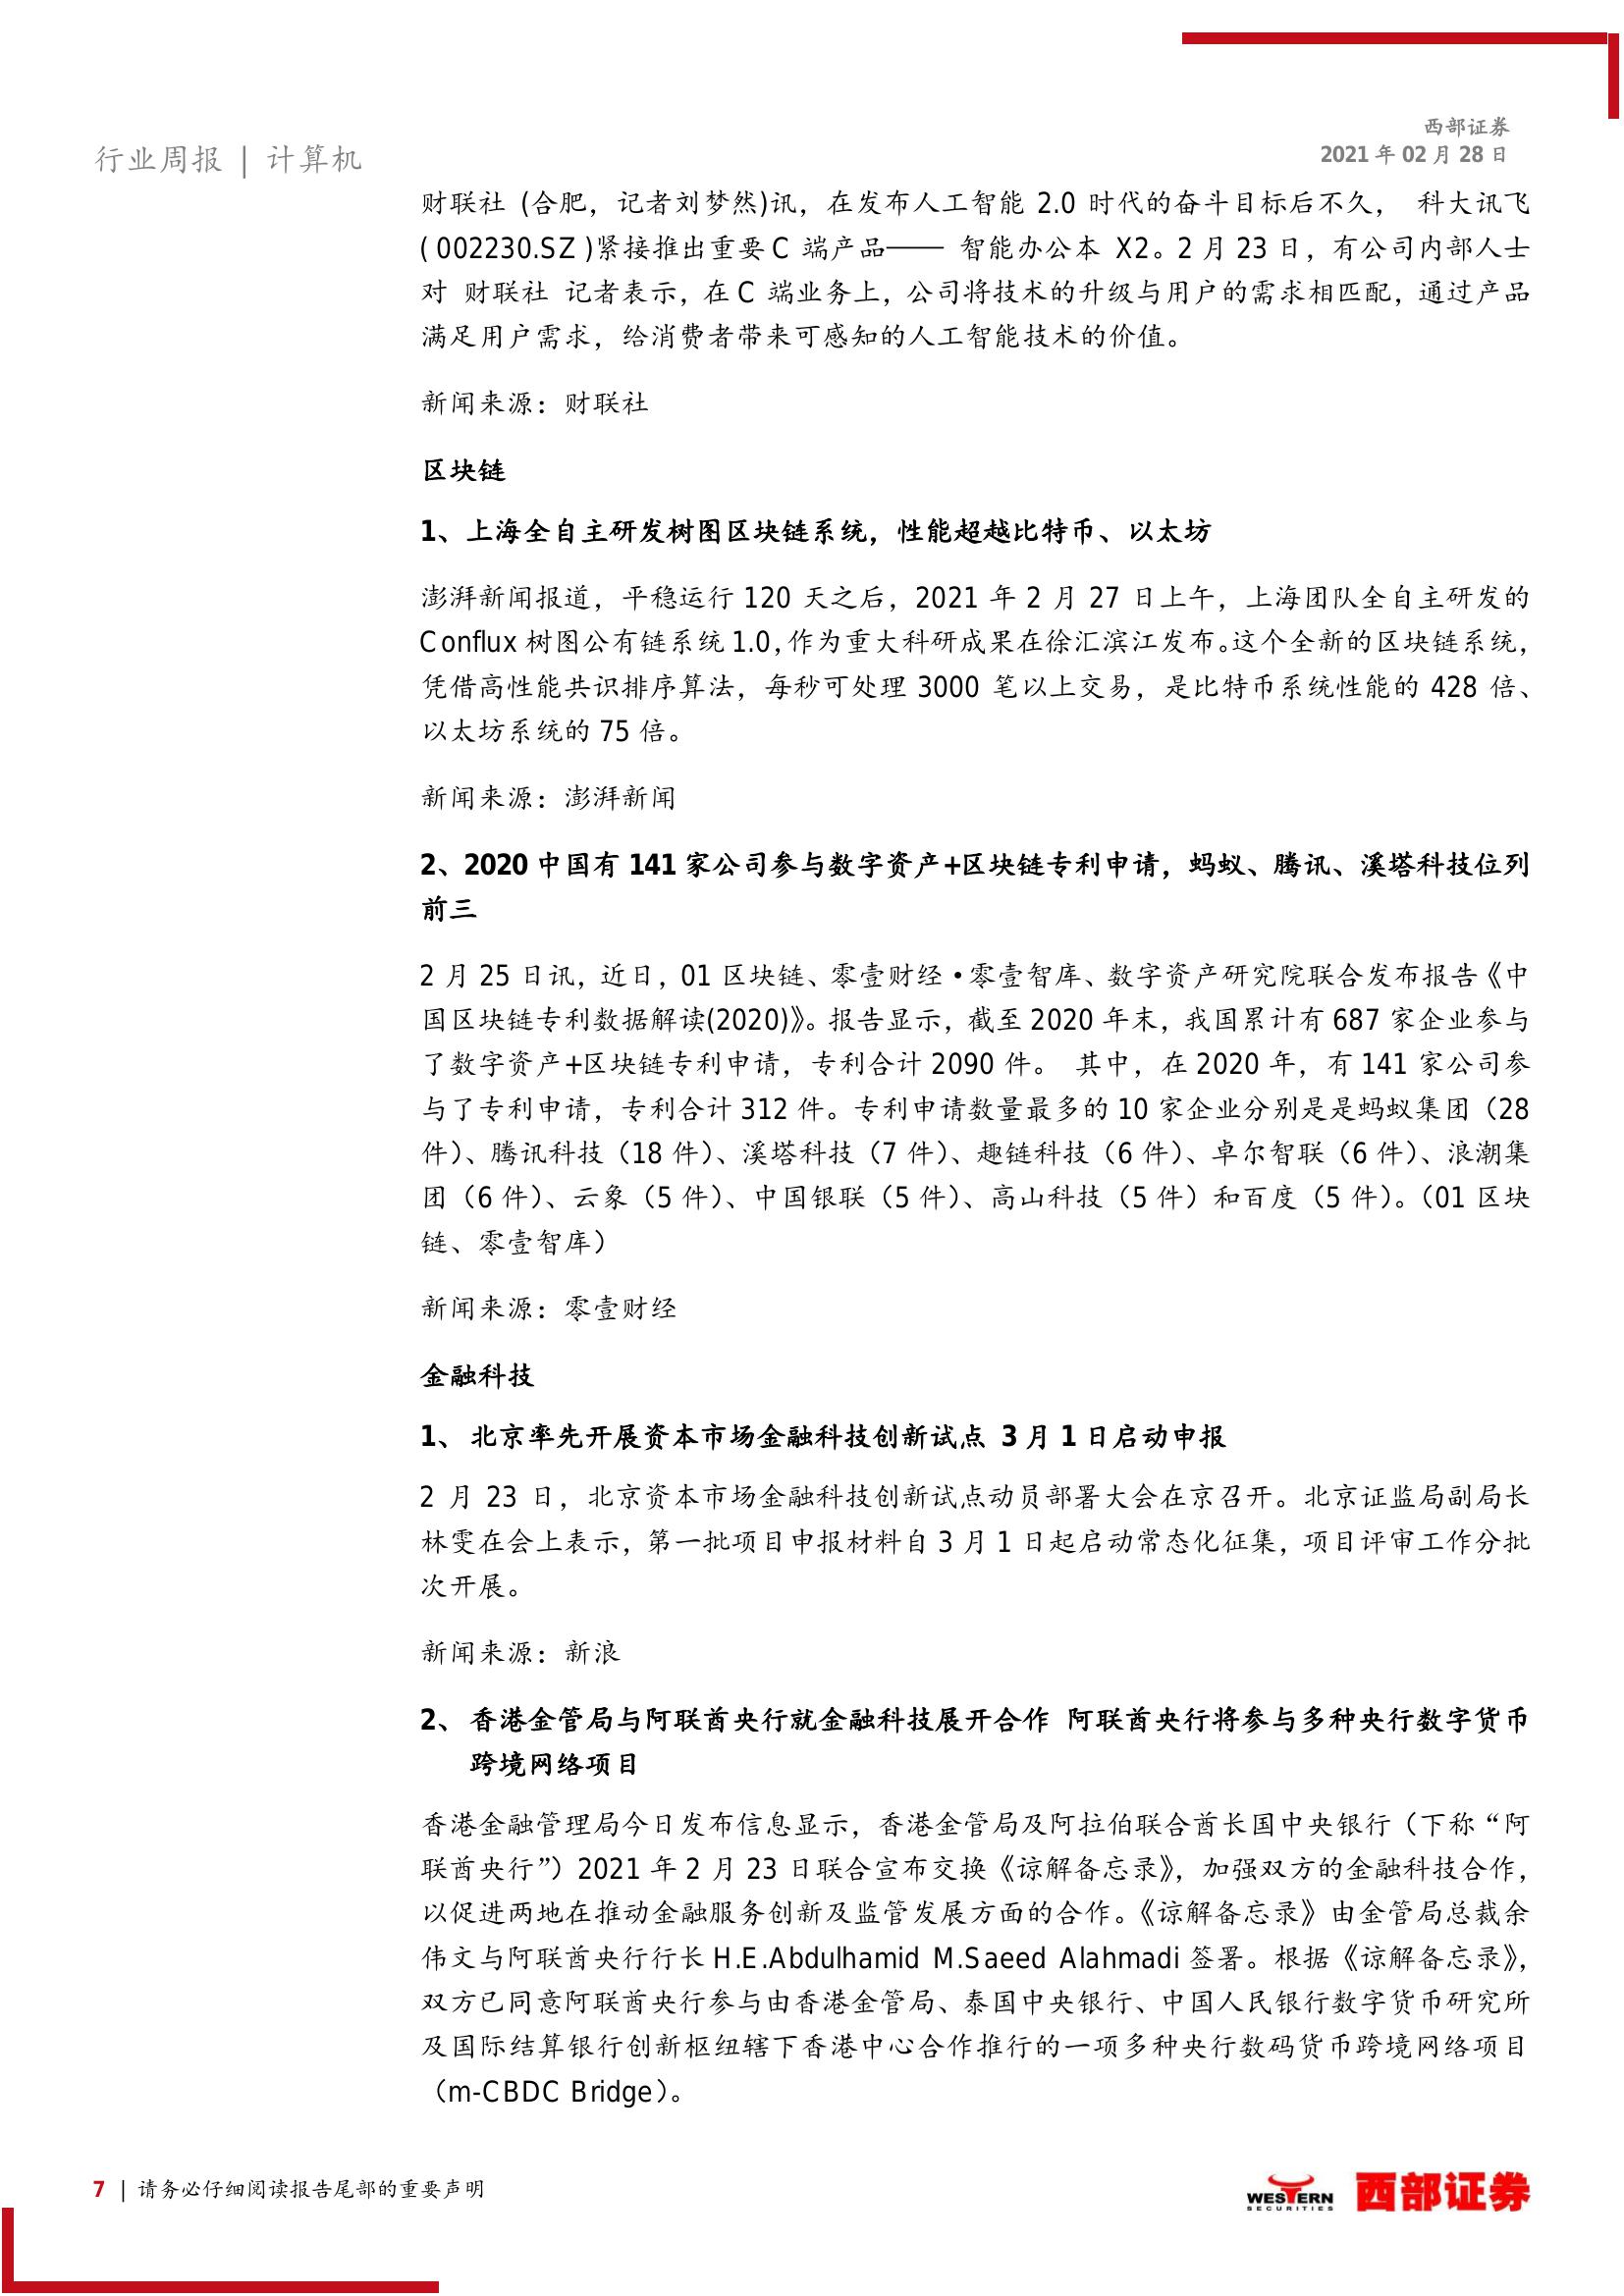 西部证券
2021 年 02 月 28 日
行业周报 | 计算机
财联社 (合肥，记者刘梦然)讯，在发布人工智能 2.0 时代的奋斗目标后不久， 科大讯飞
( 002230.SZ )紧接推出重要 C 端产品—— 智能办公本 X2。2 月 23 日，有公司内部人士
对 财联社 记者表示，在 C 端业务上，公司将技术的升级与用户的需求相匹配，通过产品
满足用户需求，给消费者带来可感知的人工智能技术的价值。
新闻来源：财联社
区块链
1、上海全自主研发树图区块链系统，性能超越比特币、以太坊
澎湃新闻报道，平稳运行 120 天之后，2021 年 2 月 27 日上午，上海团队全自主研发的
Conflux 树图公有链系统 1.0，作为重大科研成果在徐汇滨江发布。这个全新的区块链系统，
凭借高性能共识排序算法，每秒可处理 3000 笔以上交易，是比特币系统性能的 428 倍、
以太坊系统的 75 倍。
新闻来源：澎湃新闻
2、2020 中国有 141 家公司参与数字资产+区块链专利申请，蚂蚁、腾讯、溪塔科技位列
前三
2 月 25 日讯，近日，01 区块链、零壹财经·零壹智库、数字资产研究院联合发布报告《中
国区块链专利数据解读(2020)》。报告显示，截至 2020 年末，我国累计有 687 家企业参与
了数字资产+区块链专利申请，专利合计 2090 件。 其中，在 2020 年，有 141 家公司参
与了专利申请，专利合计 312 件。专利申请数量最多的 10 家企业分别是是蚂蚁集团（28
件）、腾讯科技（18 件）、溪塔科技（7 件）、趣链科技（6 件）、卓尔智联（6 件）、浪潮集
团（6 件）、云象（5 件）、中国银联（5 件）、高山科技（5 件）和百度（5 件）。（01 区块
链、零壹智库）
新闻来源：零壹财经
金融科技
1、 北京率先开展资本市场金融科技创新试点 3 月 1 日启动申报
2 月 23 日，北京资本市场金融科技创新试点动员部署大会在京召开。北京证监局副局长
林雯在会上表示，第一批项目申报材料自 3 月 1 日起启动常态化征集，项目评审工作分批
次开展。
新闻来源：新浪
2、 香港金管局与阿联酋央行就金融科技展开合作 阿联酋央行将参与多种央行数字货币
跨境网络项目
香港金融管理局今日发布信息显示，香港金管局及阿拉伯联合酋长国中央银行（下称“阿
联酋央行”）2021 年 2 月 23 日联合宣布交换《谅解备忘录》，加强双方的金融科技合作，
以促进两地在推动金融服务创新及监管发展方面的合作。《谅解备忘录》由金管局总裁余
伟文与阿联酋央行行长 H.E.Abdulhamid M.Saeed Alahmadi 签署。根据《谅解备忘录》，
双方已同意阿联酋央行参与由香港金管局、泰国中央银行、中国人民银行数字货币研究所
及国际结算银行创新枢纽辖下香港中心合作推行的一项多种央行数码货币跨境网络项目
（m-CBDC Bridge）。
7 | 请务必仔细阅读报告尾部的重要声明
WESTERN
SECURITIES
西部证券